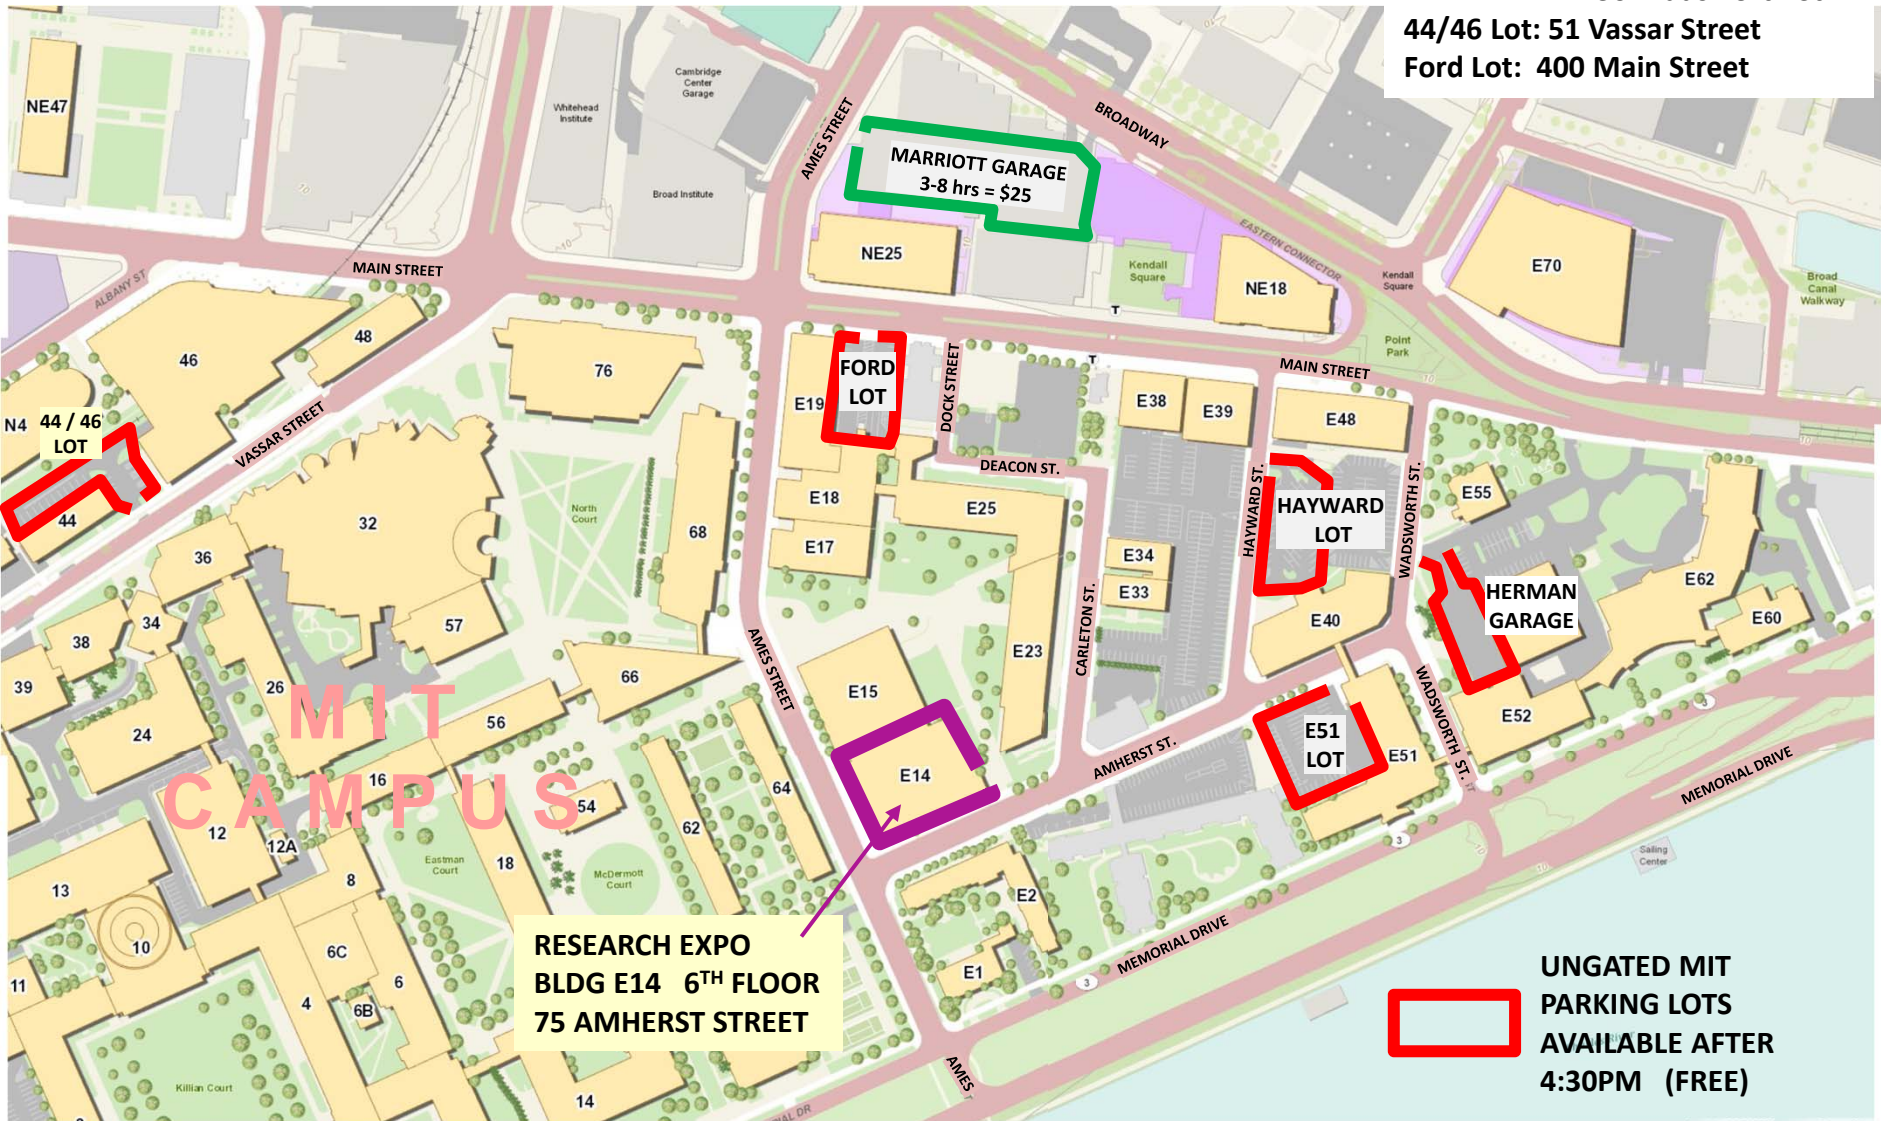 44/46 Lot: 51 Vassar Street
Ford Lot: 400 Main Street
NE47
Cambridge
Center
Garage
Whitehead
Institute
Broad Institute
AMES STREET
BROADWAY
MARRIOTT GARAGE
3-8 hrs = $25
NE25
Kendall
Square
EASTERN CONNECTOR
NE18
Kendall
Square
E70
Broad
Canal
Walkway
MAIN STREET
ALBANY ST
T
T
Point
Park
MAIN STREET
46
48
76
E19
FORD
LOT
DOCK STREET
E38
E39
E48
N4
44 / 46
LOT
VASSAR STREET
44
DEACON ST.
HAYWARD ST.
HAYWARD
LOT
WADSWORTH ST.
E55
32
North
Court
68
E18
E25
E17
36
E34
E33
CARLETON ST.
E62
HERMAN
GARAGE
E60
E40
38
34
57
39
26
66
AMES STREET
E15
E23
WADSWORTH ST.
E52
3
24
56
MIT
CAMPUS
16
54
62
64
E14
AMHERST ST.
E51
LOT
E51
MEMORIAL DRIVE
12
12A
13
8
18
Eastman
Court
McDermott
Court
3
Sailing
Center
E2
10
6C
6
4
6B
11
E1
3
MEMORIAL DRIVE
RESEARCH EXPO
BLDG E14 6TH FLOOR
75 AMHERST STREET
Killian Court
14
AMES
UNGATED MIT
PARKING LOTS
AVAILABLE AFTER
4:30PM (FREE)
10
10
10
10
10